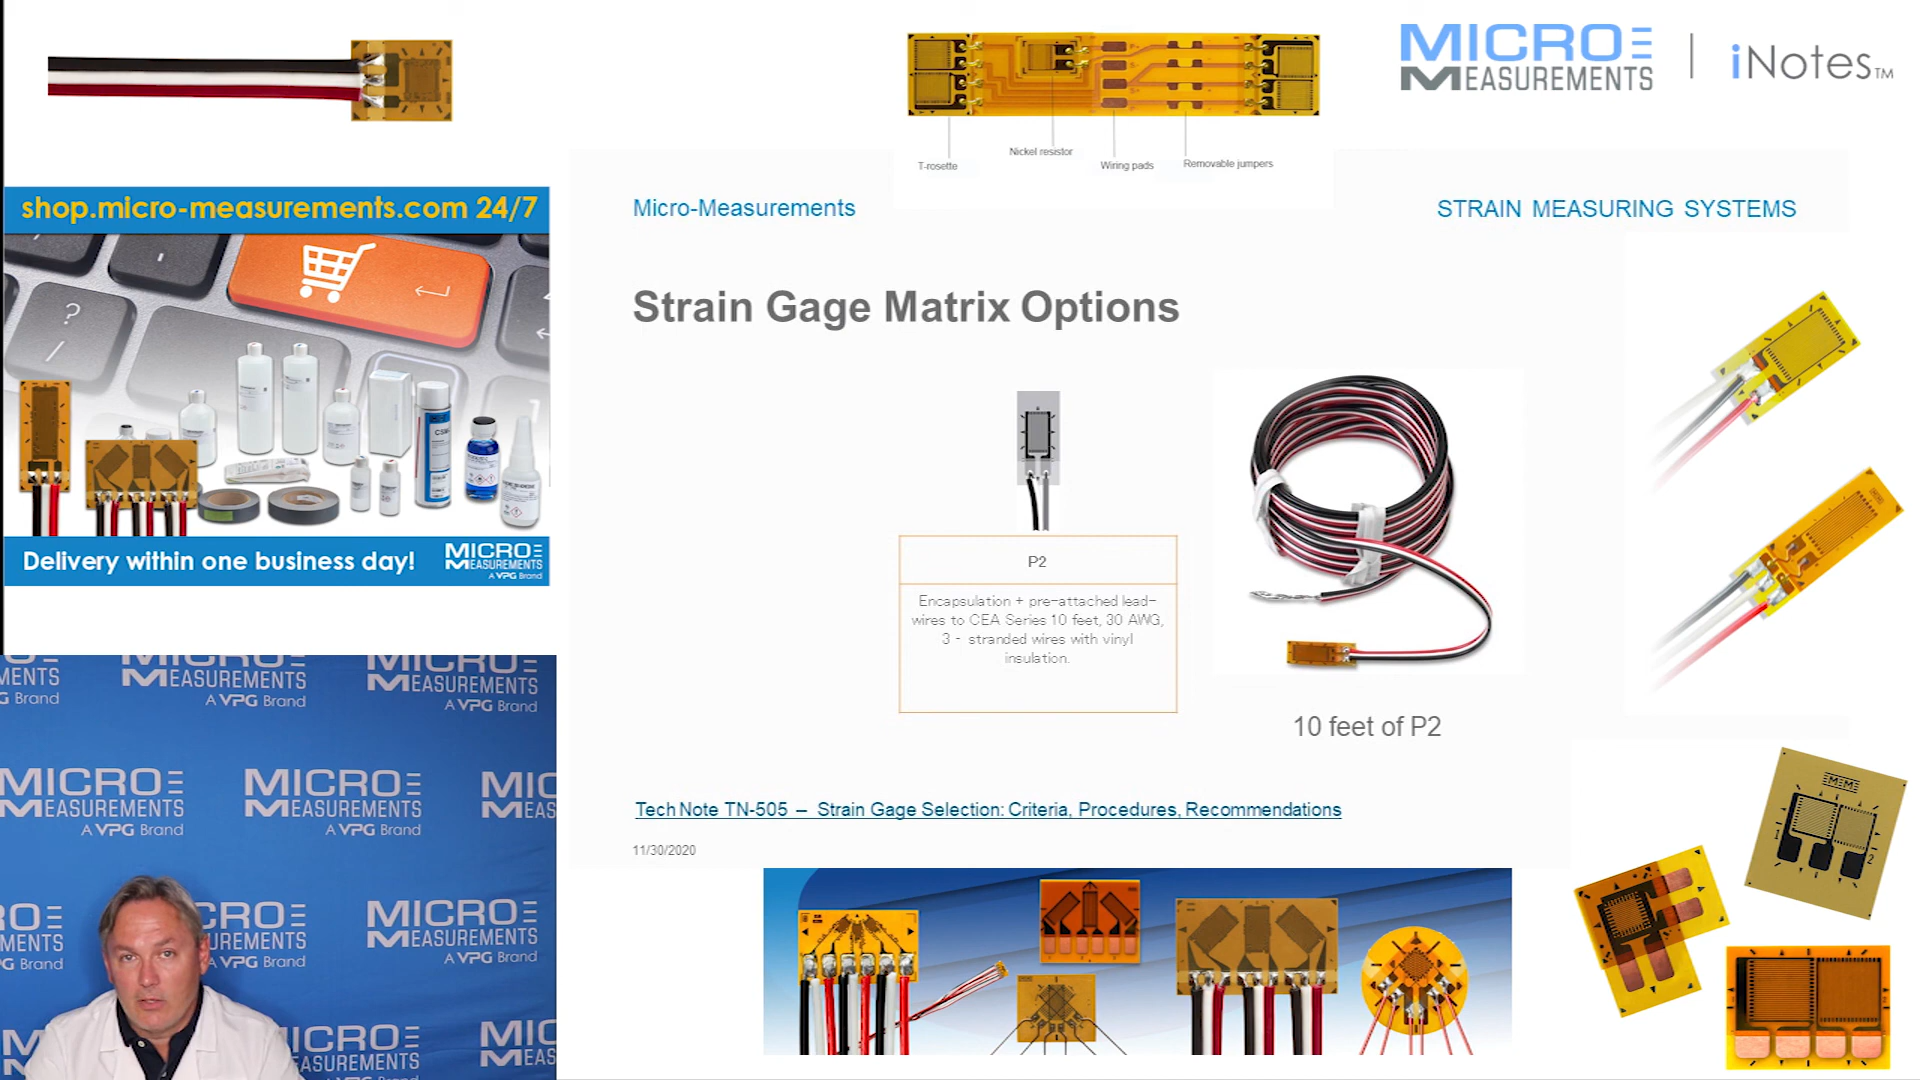 MICRO
MEASUREMENTS
iNotes™
T-rosette
Nickel resistor
Wiring pads
Removable jumpers
shop.micro-measurements.com 24/7
Delivery within one business day!
MICRO
MEASUREMENTS
A VPG Brand
Micro-Measurements
STRAIN MEASURING SYSTEMS
Strain Gage Matrix Options
P2
Encapsulation + pre-attached lead-
wires to CEA Series 10 feet, 30 AWG,
3 - stranded wires with vinyl
insulation.
10 feet of P2
Tech Note TN-505 – Strain Gage Selection: Criteria, Procedures, Recommendations
11/30/2020
MICRO
MEASUREMENTS
A VPG Brand
MICRO
MEASUREMENTS
A VPG Brand
MICRO
MEASUREMENTS
A VPG Brand
MICRO
MEASUREMENTS
A VPG Brand
MICRO
MEASUREMENTS
A VPG Brand